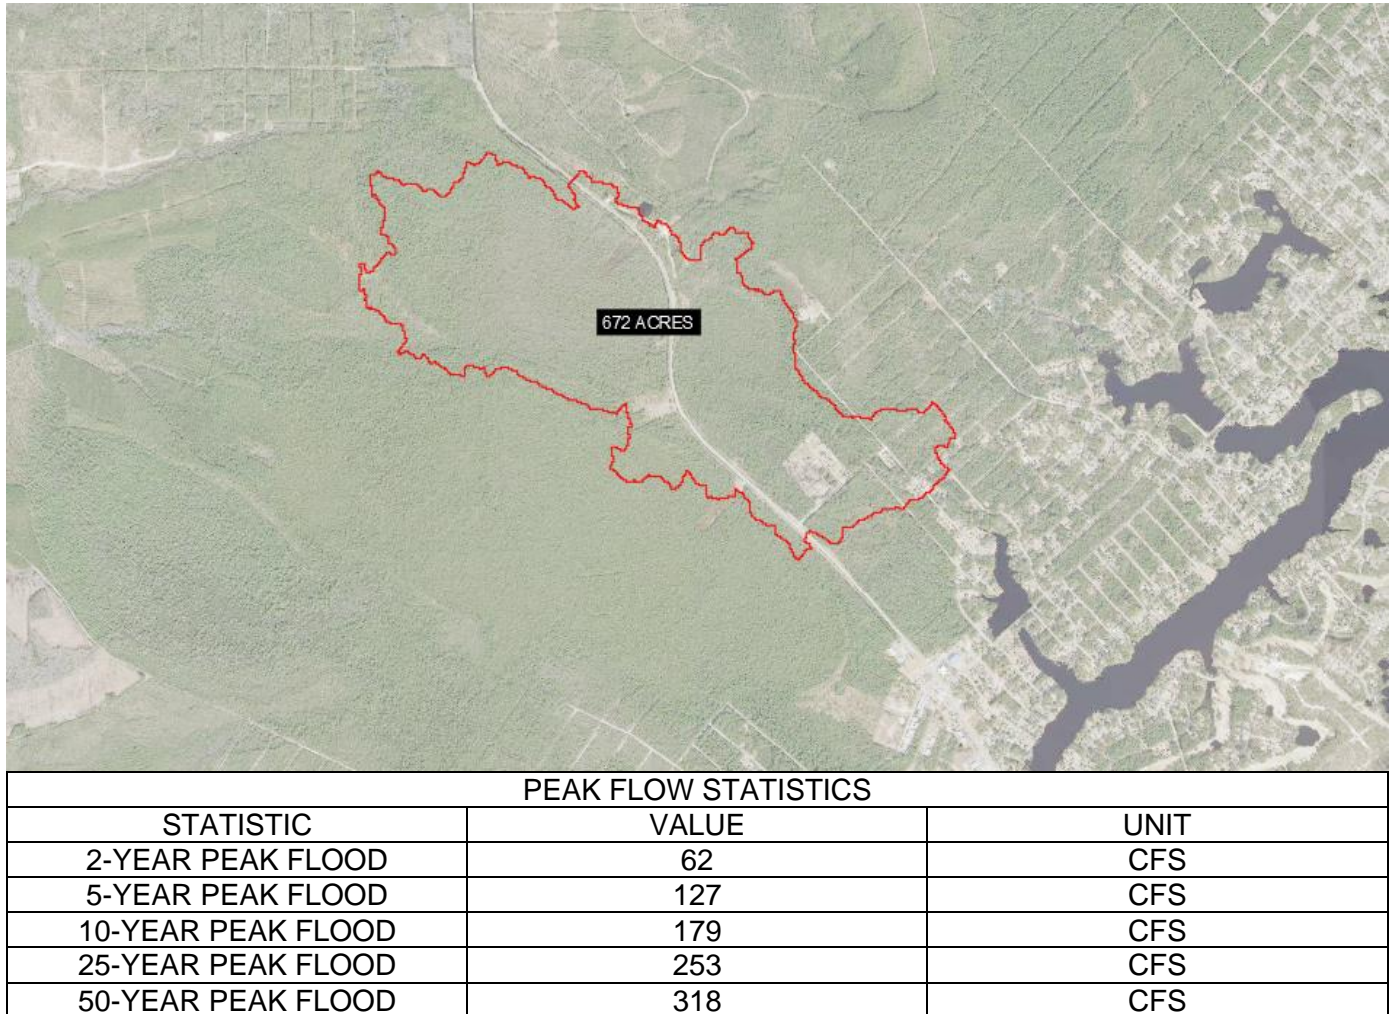 672 ACRES
PEAK FLOW STATISTICS
STATISTIC VALUE UNIT
2-YEAR PEAK FLOOD 62 CFS
5-YEAR PEAK FLOOD 127 CFS
10-YEAR PEAK FLOOD 179 CFS
25-YEAR PEAK FLOOD 253 CFS
50-YEAR PEAK FLOOD 318 CFS